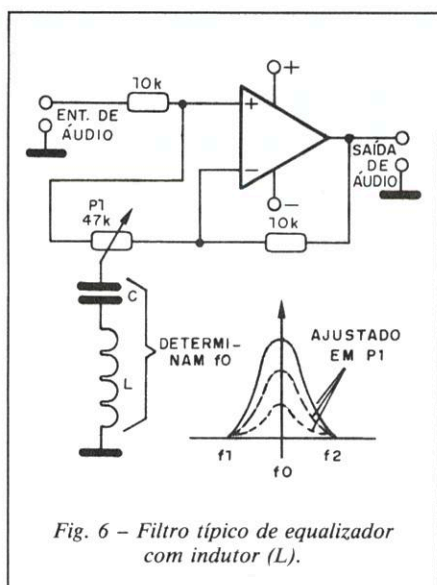 10k
+
ENT. DE
ÁUDIO
+
−
−
SAÍDA
DE
ÁUDIO
P1
47k
10k
C
L
DETERMI-
NAM f0
AJUSTADO
EM P1
f1
f0
f2
Fig. 6 – Filtro típico de equalizador
com indutor (L).